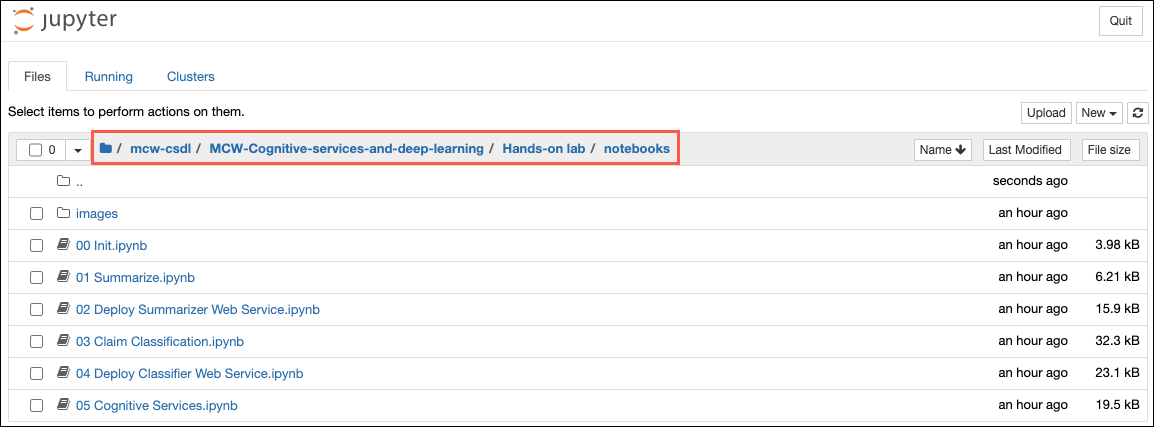 jupyter Quit
Files Running Clusters
Select items to perform actions on them. Upload New
0 / mcw-csdl / MCW-Cognitive-services-and-deep-learning / Hands-on lab / notebooks Name Last Modified File size
.. seconds ago
images an hour ago
00 Init.ipynb an hour ago 3.98 kB
01 Summarize.ipynb an hour ago 6.21 kB
02 Deploy Summarizer Web Service.ipynb an hour ago 15.9 kB
03 Claim Classification.ipynb an hour ago 32.3 kB
04 Deploy Classifier Web Service.ipynb an hour ago 23.1 kB
05 Cognitive Services.ipynb an hour ago 19.5 kB